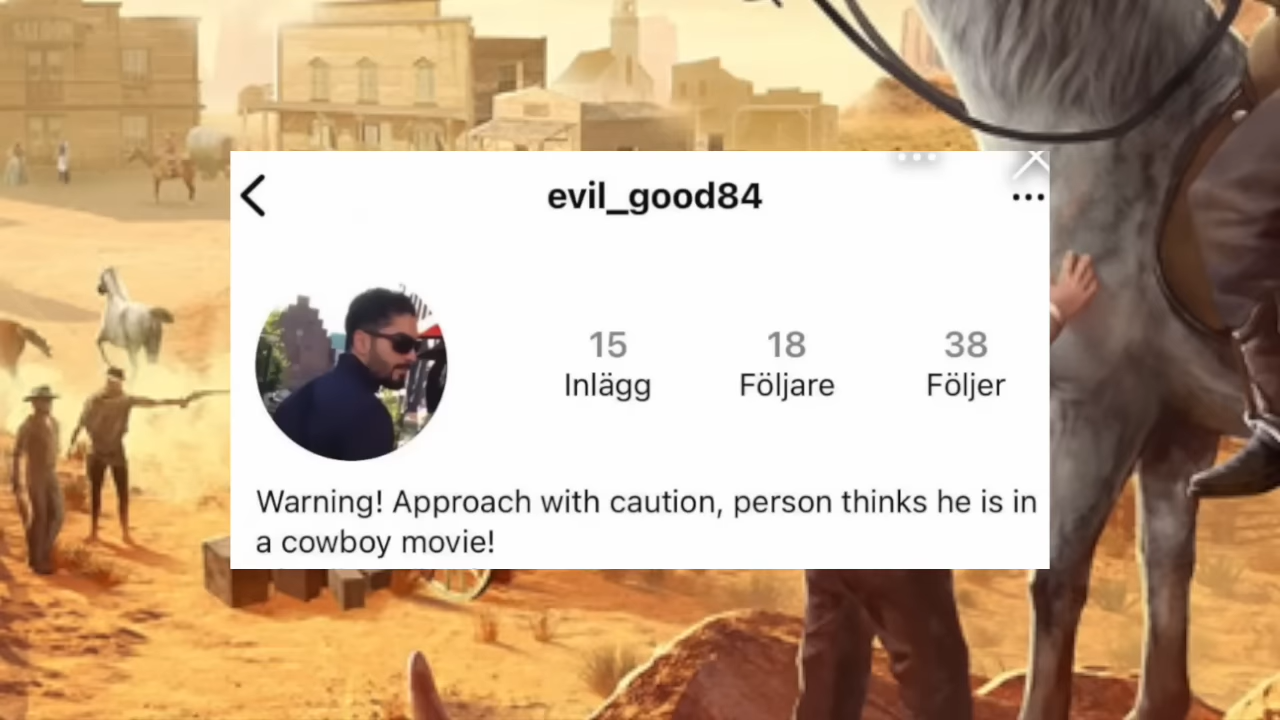 evil_good84
15 18 38
Inlägg Följare Följer
Warning! Approach with caution, person thinks he is in
a cowboy movie!